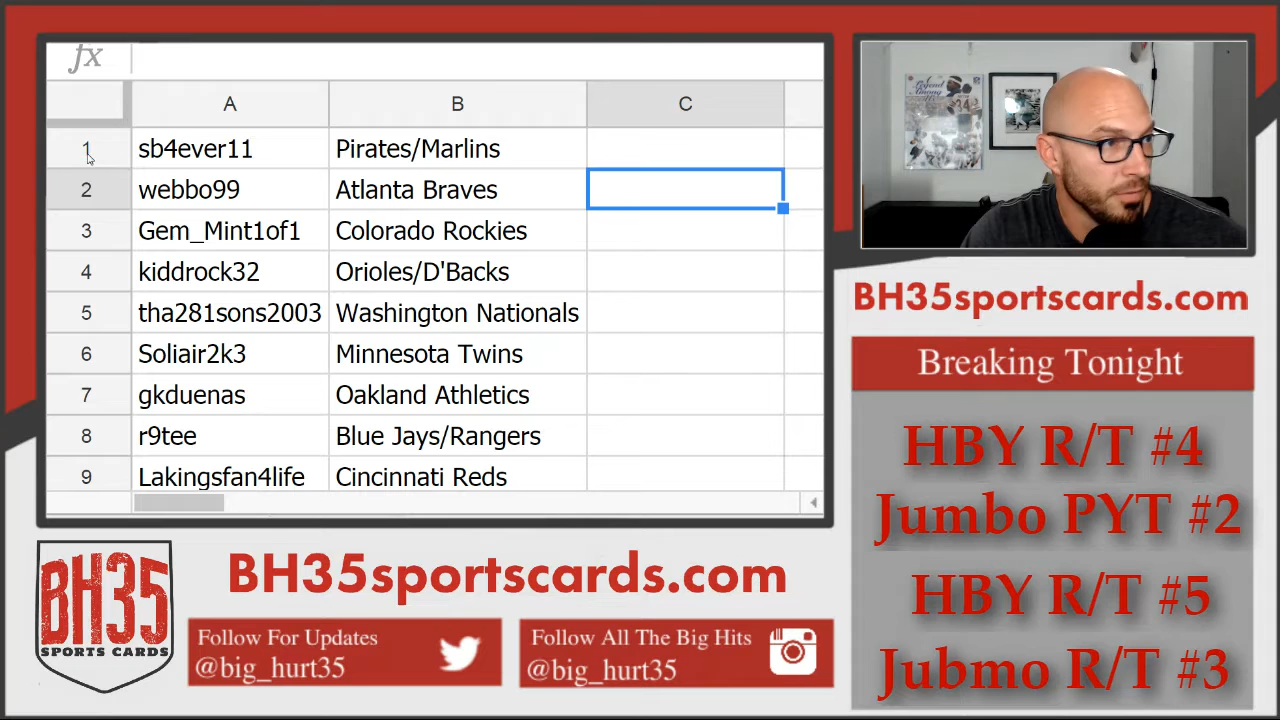 fx
A B C
1 sb4ever11 Pirates/Marlins
2 webbo99 Atlanta Braves
3 Gem_Mint1of1 Colorado Rockies
4 kiddrock32 Orioles/D'Backs
5 tha281sons2003 Washington Nationals
6 Soliair2k3 Minnesota Twins
7 gkduenas Oakland Athletics
8 r9tee Blue Jays/Rangers
9 Lakingsfan4life Cincinnati Reds
BH35sportscards.com
Breaking Tonight
HBY R/T #4
Jumbo PYT #2
HBY R/T #5
Jubmo R/T #3
BH35
SPORTS CARDS
BH35sportscards.com
Follow For Updates
@big_hurt35
Follow All The Big Hits
@big_hurt35